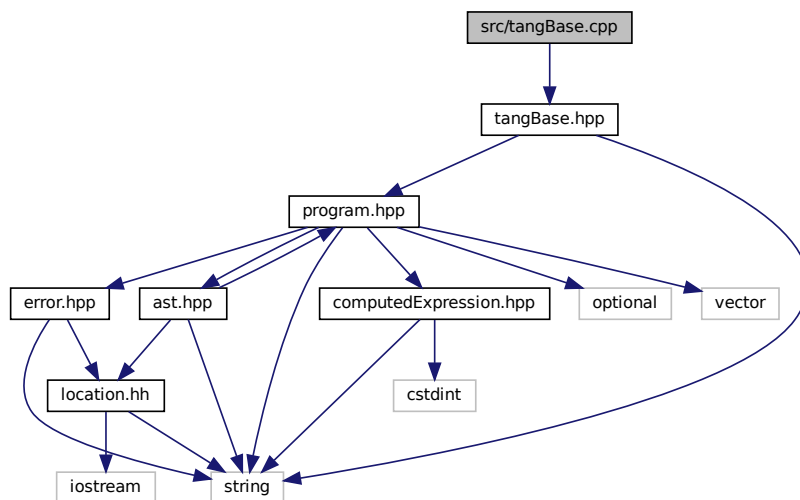 src/tangBase.cpp
tangBase.hpp
program.hpp
error.hpp
ast.hpp
computedExpression.hpp
optional
vector
location.hh
cstdint
iostream
string